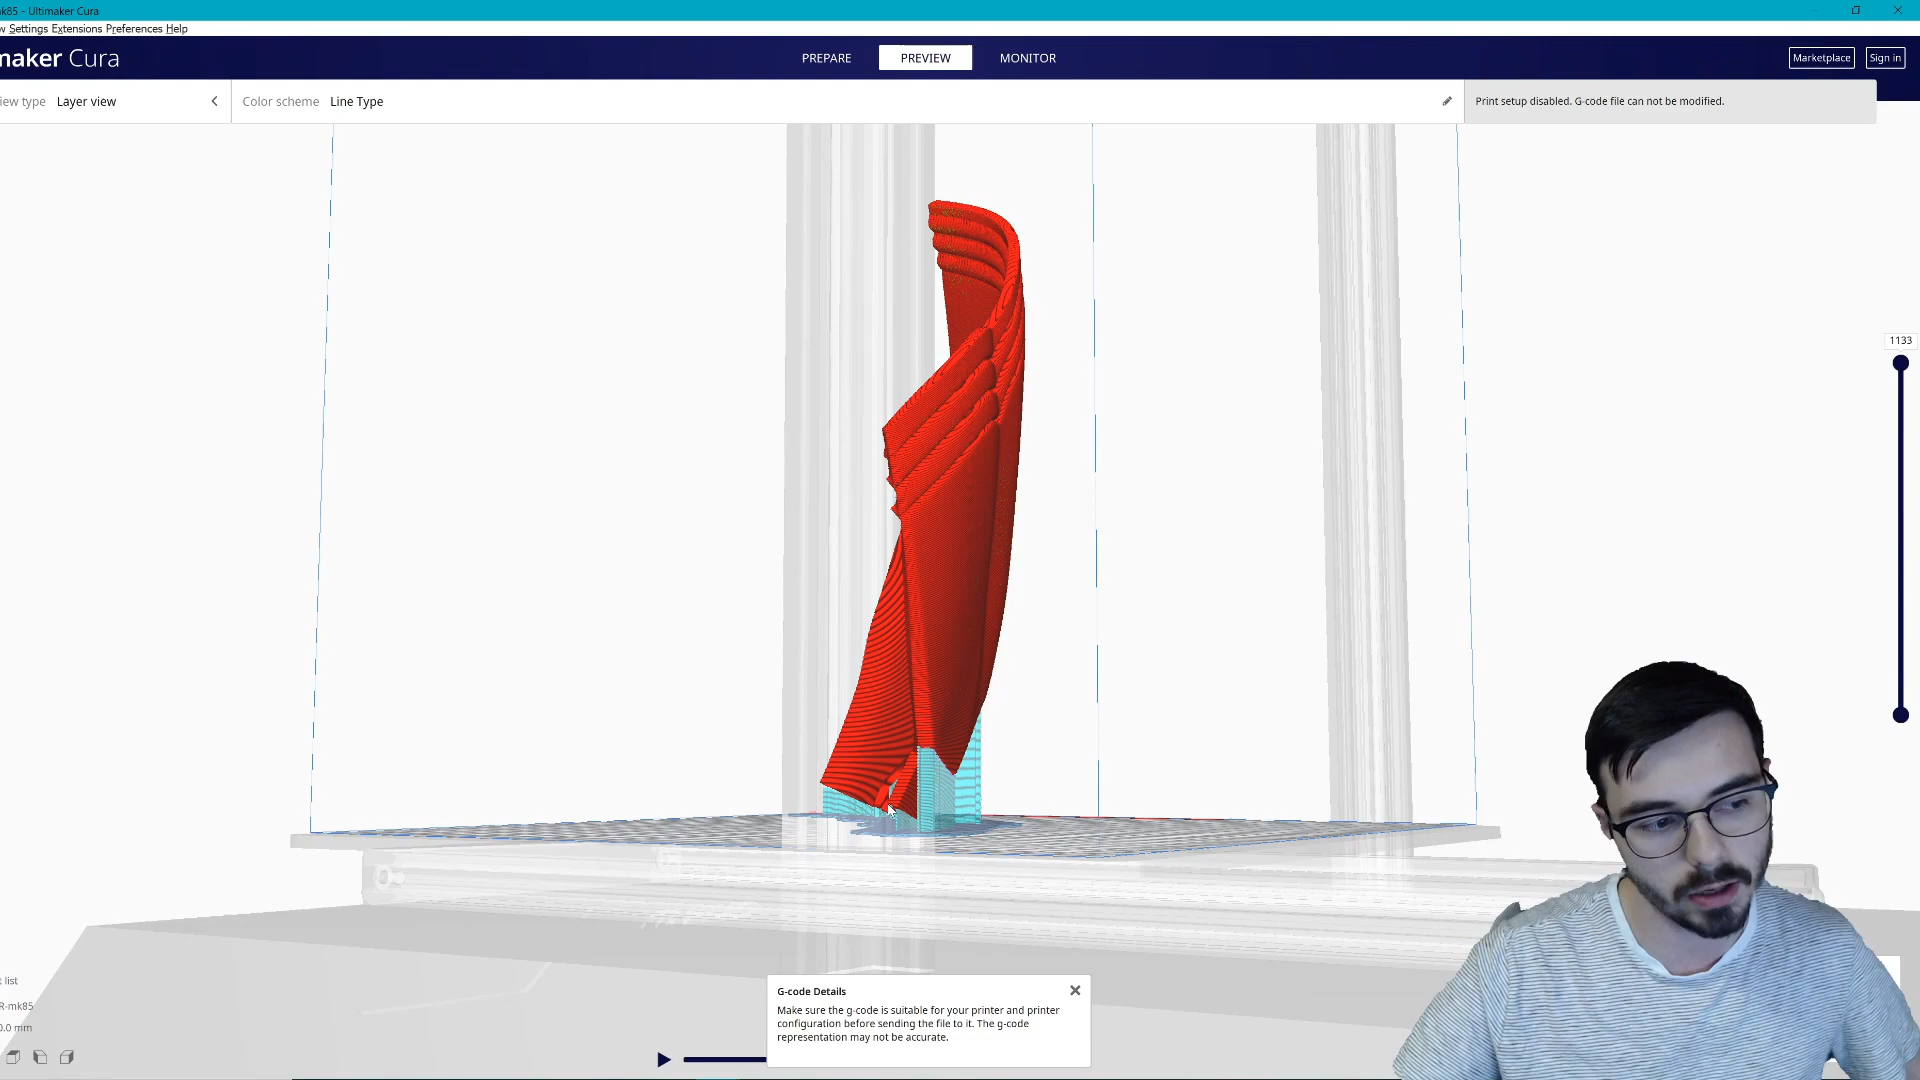 mk85 - Ultimaker Cura
Settings Extensions Preferences Help
maker Cura
PREPARE
PREVIEW
MONITOR
Marketplace
Sign in
iew type Layer view
Color scheme Line Type
Print setup disabled. G-code file can not be modified.
1133
t list
R-mk85
0.0 mm
G-code Details
Make sure the g-code is suitable for your printer and printer
configuration before sending the file to it. The g-code
representation may not be accurate.